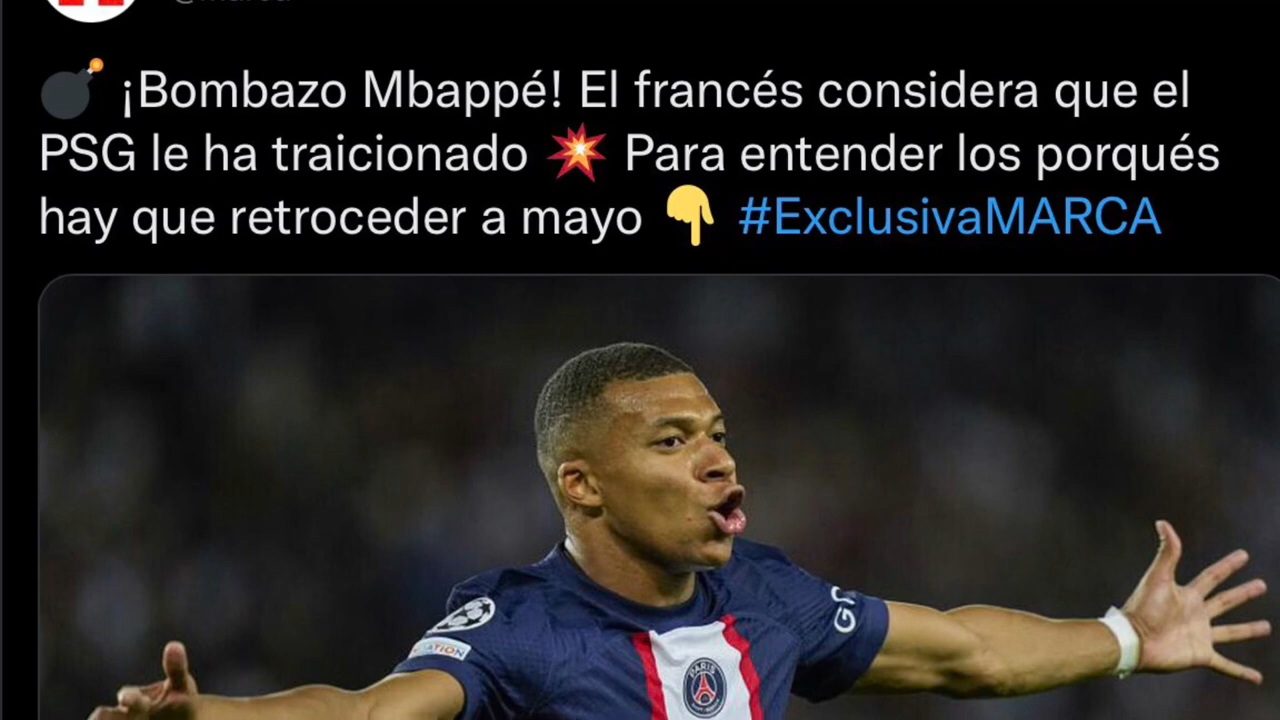 💣 ¡Bombazo Mbappé! El francés considera que el
PSG le ha traicionado 💥 Para entender los porqués
hay que retroceder a mayo 👇 #ExclusivaMARCA
PARIS